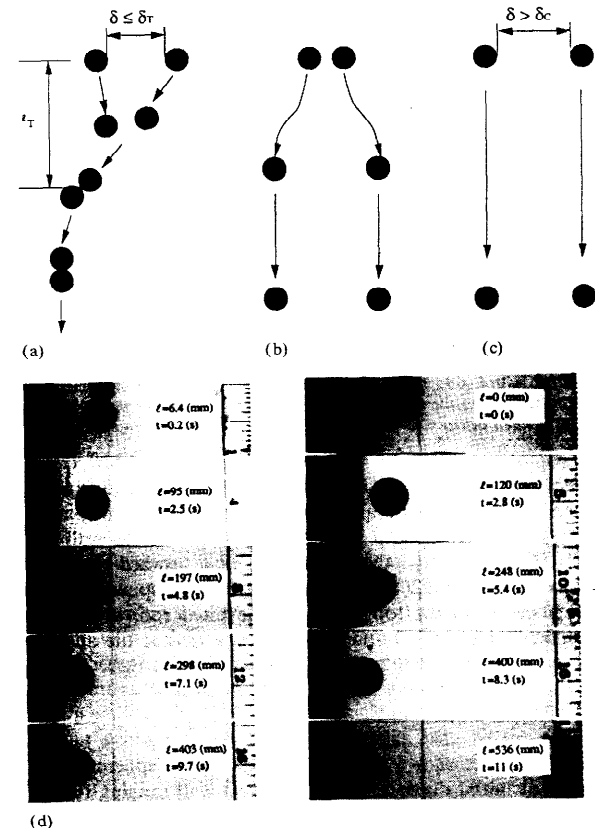 δ ≤ δT
δ > δC
ℓT
(a)
(b)
(c)
ℓ=6.4 (mm)
t=0.2 (s)
ℓ=95 (mm)
t=2.5 (s)
ℓ=197 (mm)
t=4.8 (s)
ℓ=298 (mm)
t=7.1 (s)
ℓ=403 (mm)
t=9.7 (s)
ℓ=0 (mm)
t=0 (s)
ℓ=120 (mm)
t=2.8 (s)
ℓ=248 (mm)
t=5.4 (s)
ℓ=400 (mm)
t=8.3 (s)
ℓ=536 (mm)
t=11 (s)
(d)